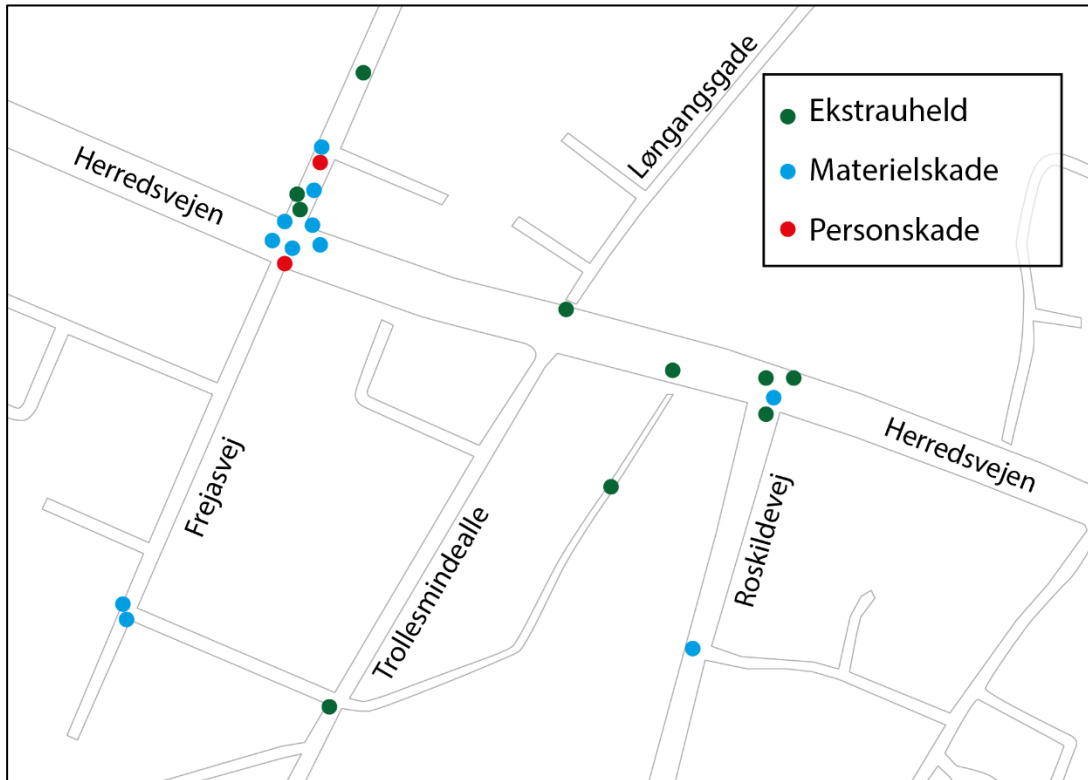 Herredsvejen
Løngangsgade
Ekstrauheld
Materielskade
Personskade
Herredsvejen
Frejasvej
Trollesmindealle
Roskildevej